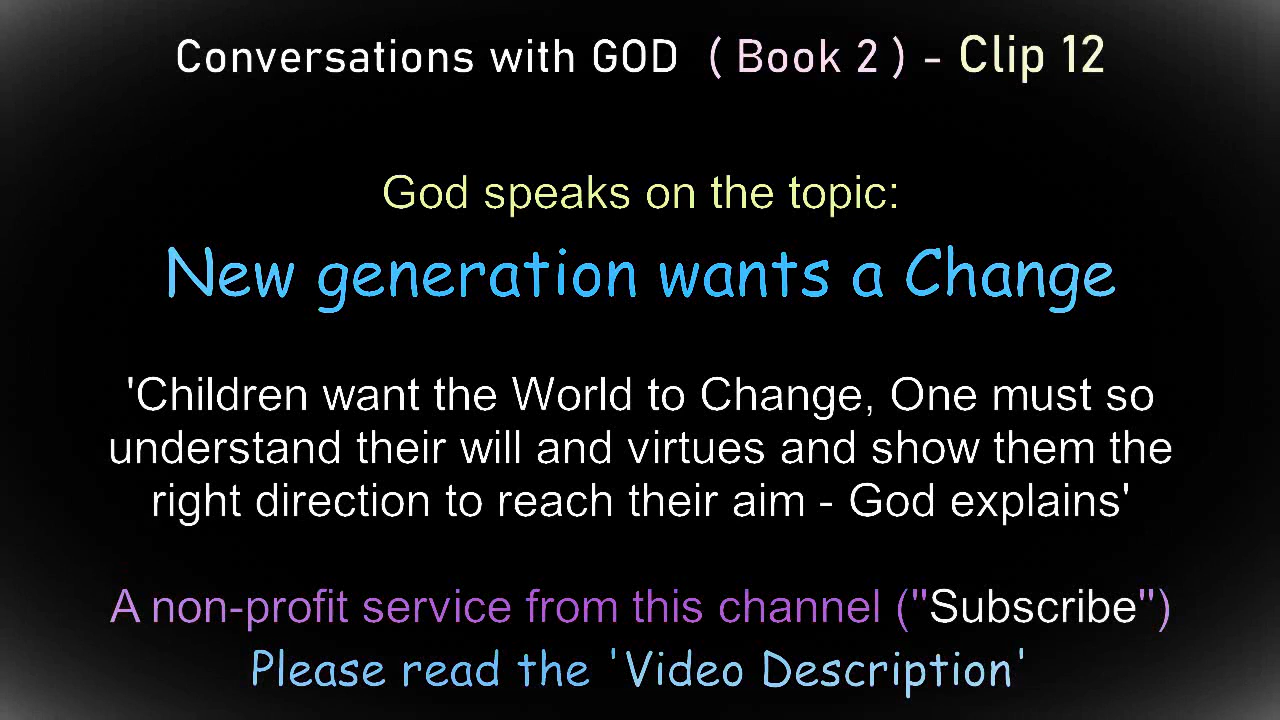 Conversations with GOD ( Book 2 ) - Clip 12
God speaks on the topic:
New generation wants a Change
'Children want the World to Change, One must so
understand their will and virtues and show them the
right direction to reach their aim - God explains'
A non-profit service from this channel ("Subscribe")
Please read the 'Video Description'